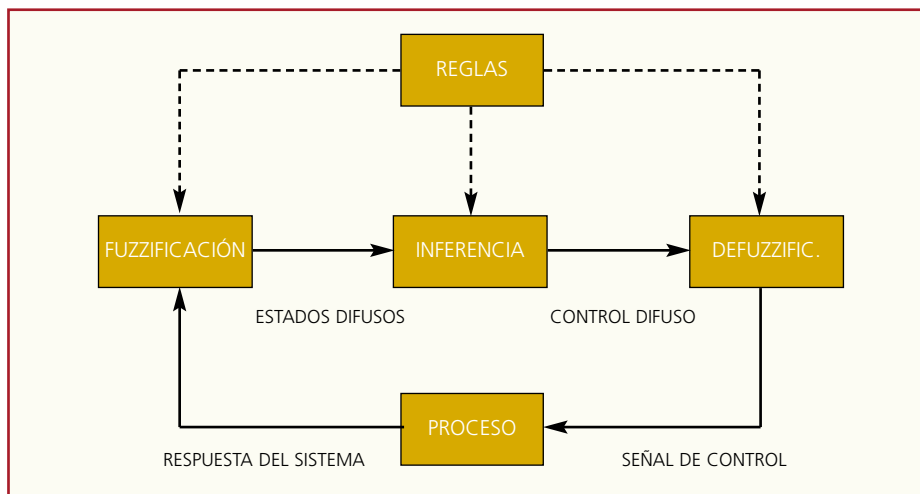 REGLAS
FUZZIFICACIÓN
INFERENCIA
DEFUZZIFIC.
ESTADOS DIFUSOS
CONTROL DIFUSO
PROCESO
RESPUESTA DEL SISTEMA
SEÑAL DE CONTROL